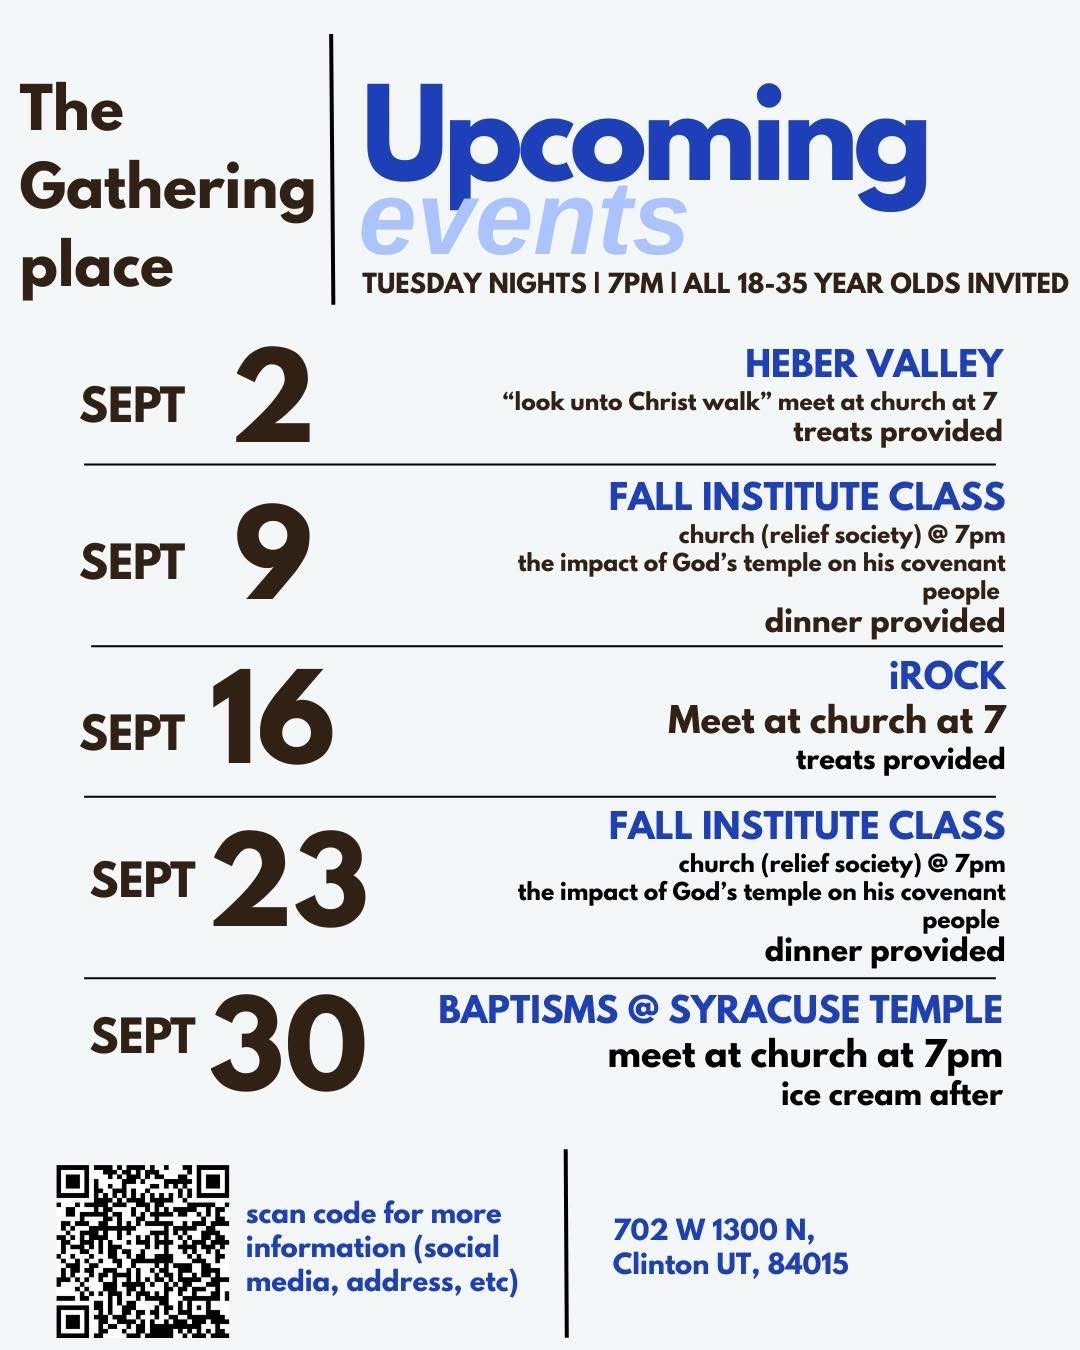 The
Gathering
place
Upcoming
events
TUESDAY NIGHTS | 7PM | ALL 18-35 YEAR OLDS INVITED
SEPT 2
HEBER VALLEY
“look unto Christ walk” meet at church at 7
treats provided
SEPT 9
FALL INSTITUTE CLASS
church (relief society) @ 7pm
the impact of God’s temple on his covenant
people
dinner provided
SEPT 16
iROCK
Meet at church at 7
treats provided
SEPT 23
FALL INSTITUTE CLASS
church (relief society) @ 7pm
the impact of God’s temple on his covenant
people
dinner provided
SEPT 30
BAPTISMS @ SYRACUSE TEMPLE
meet at church at 7pm
ice cream after
scan code for more
information (social
media, address, etc)
702 W 1300 N,
Clinton UT, 84015